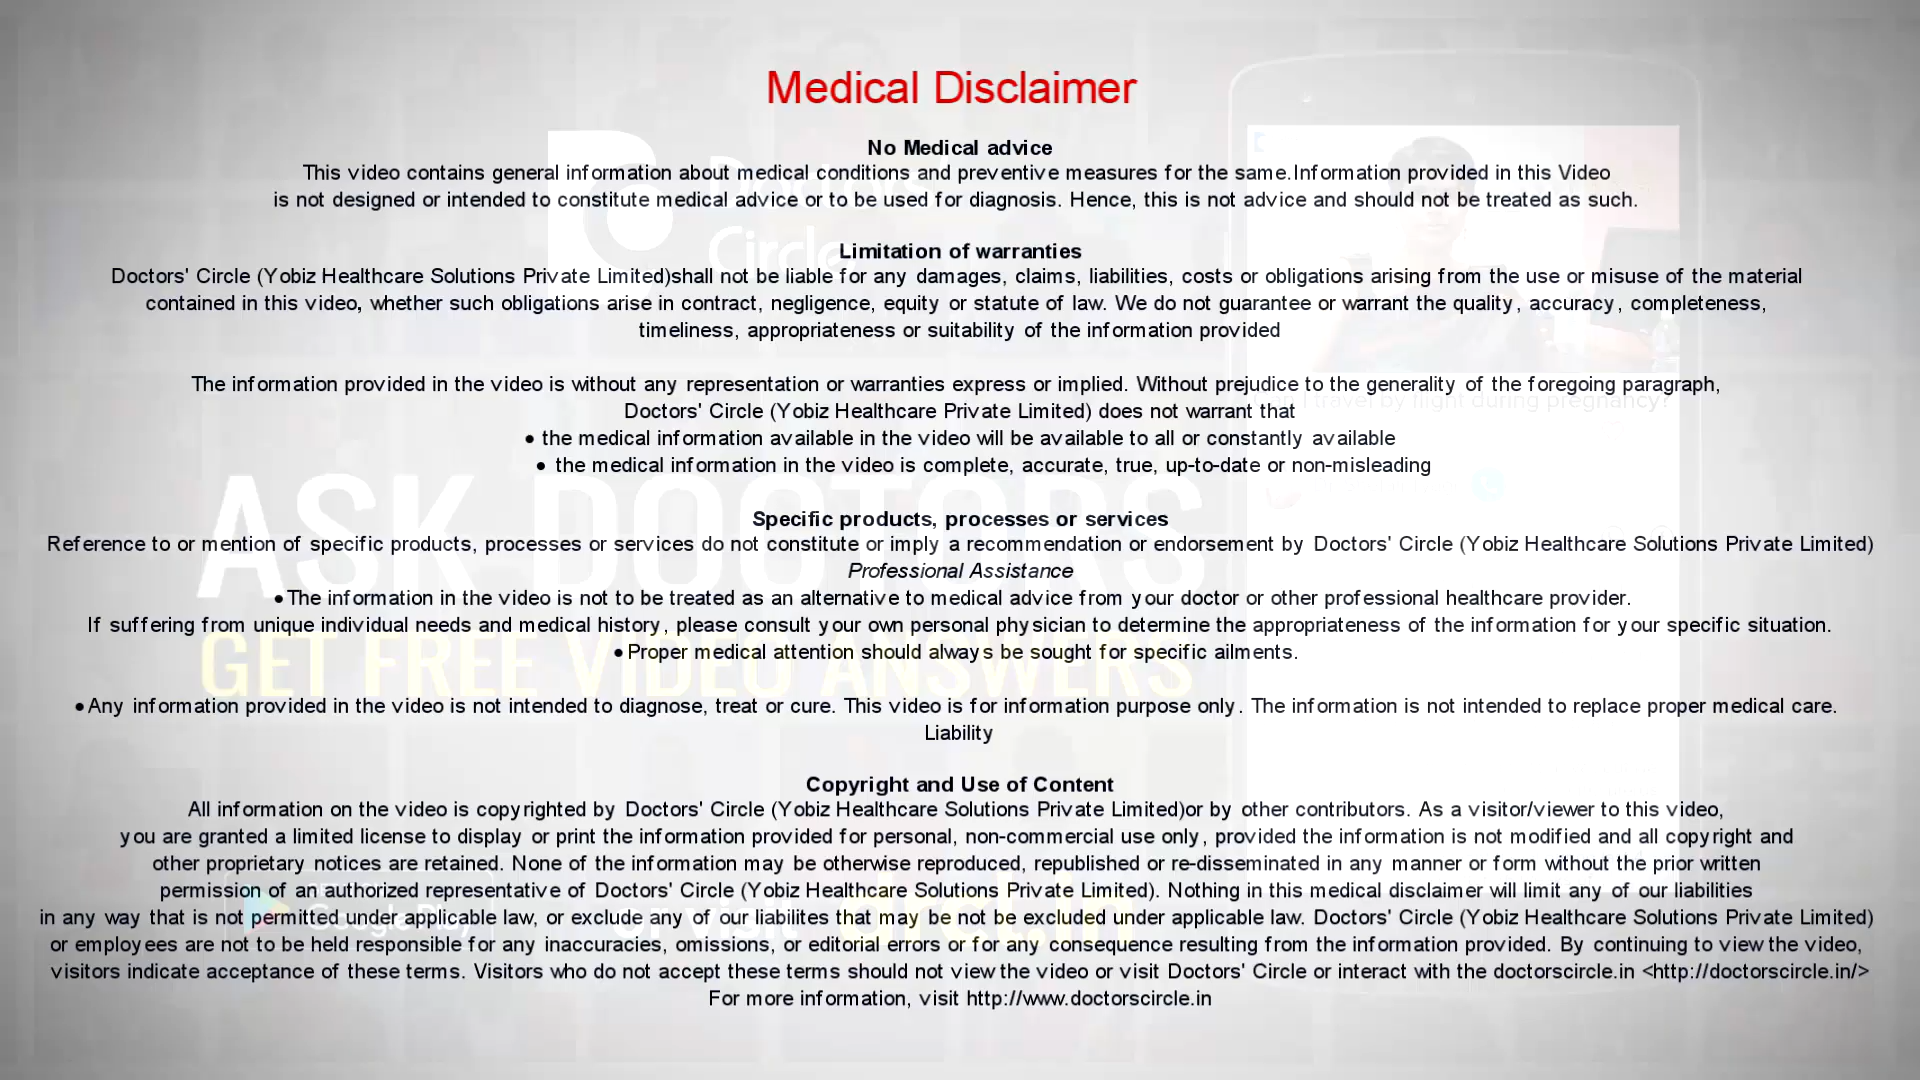 Medical Disclaimer
No Medical advice
This video contains general information about medical conditions and preventive measures for the same.Information provided in this Video
is not designed or intended to constitute medical advice or to be used for diagnosis. Hence, this is not advice and should not be treated as such.
Limitation of warranties
Doctors' Circle (Yobiz Healthcare Solutions Private Limited)shall not be liable for any damages, claims, liabilities, costs or obligations arising from the use or misuse of the material
contained in this video, whether such obligations arise in contract, negligence, equity or statute of law. We do not guarantee or warrant the quality, accuracy, completeness,
timeliness, appropriateness or suitability of the information provided
The information provided in the video is without any representation or warranties express or implied. Without prejudice to the generality of the foregoing paragraph,
Doctors' Circle (Yobiz Healthcare Private Limited) does not warrant that
• the medical information available in the video will be available to all or constantly available
• the medical information in the video is complete, accurate, true, up-to-date or non-misleading
Specific products, processes or services
Reference to or mention of specific products, processes or services do not constitute or imply a recommendation or endorsement by Doctors' Circle (Yobiz Healthcare Solutions Private Limited)
Professional Assistance
•The information in the video is not to be treated as an alternative to medical advice from your doctor or other professional healthcare provider.
If suffering from unique individual needs and medical history, please consult your own personal physician to determine the appropriateness of the information for your specific situation.
•Proper medical attention should always be sought for specific ailments.
•Any information provided in the video is not intended to diagnose, treat or cure. This video is for information purpose only. The information is not intended to replace proper medical care.
Liability
Copyright and Use of Content
All information on the video is copyrighted by Doctors' Circle (Yobiz Healthcare Solutions Private Limited)or by other contributors. As a visitor/viewer to this video,
you are granted a limited license to display or print the information provided for personal, non-commercial use only, provided the information is not modified and all copyright and
other proprietary notices are retained. None of the information may be otherwise reproduced, republished or re-disseminated in any manner or form without the prior written
permission of an authorized representative of Doctors' Circle (Yobiz Healthcare Solutions Private Limited). Nothing in this medical disclaimer will limit any of our liabilities
in any way that is not permitted under applicable law, or exclude any of our liabilites that may be not be excluded under applicable law. Doctors' Circle (Yobiz Healthcare Solutions Private Limited)
or employees are not to be held responsible for any inaccuracies, omissions, or editorial errors or for any consequence resulting from the information provided. By continuing to view the video,
visitors indicate acceptance of these terms. Visitors who do not accept these terms should not view the video or visit Doctors' Circle or interact with the doctorscircle.in <http://doctorscircle.in/>
For more information, visit http://www.doctorscircle.in
Doctors'
Circle
Can I travel by flight during pregnancy?
ASK DOCTORS
GET FREE VIDEO ANSWERS
Google Play
or visit drcl.in